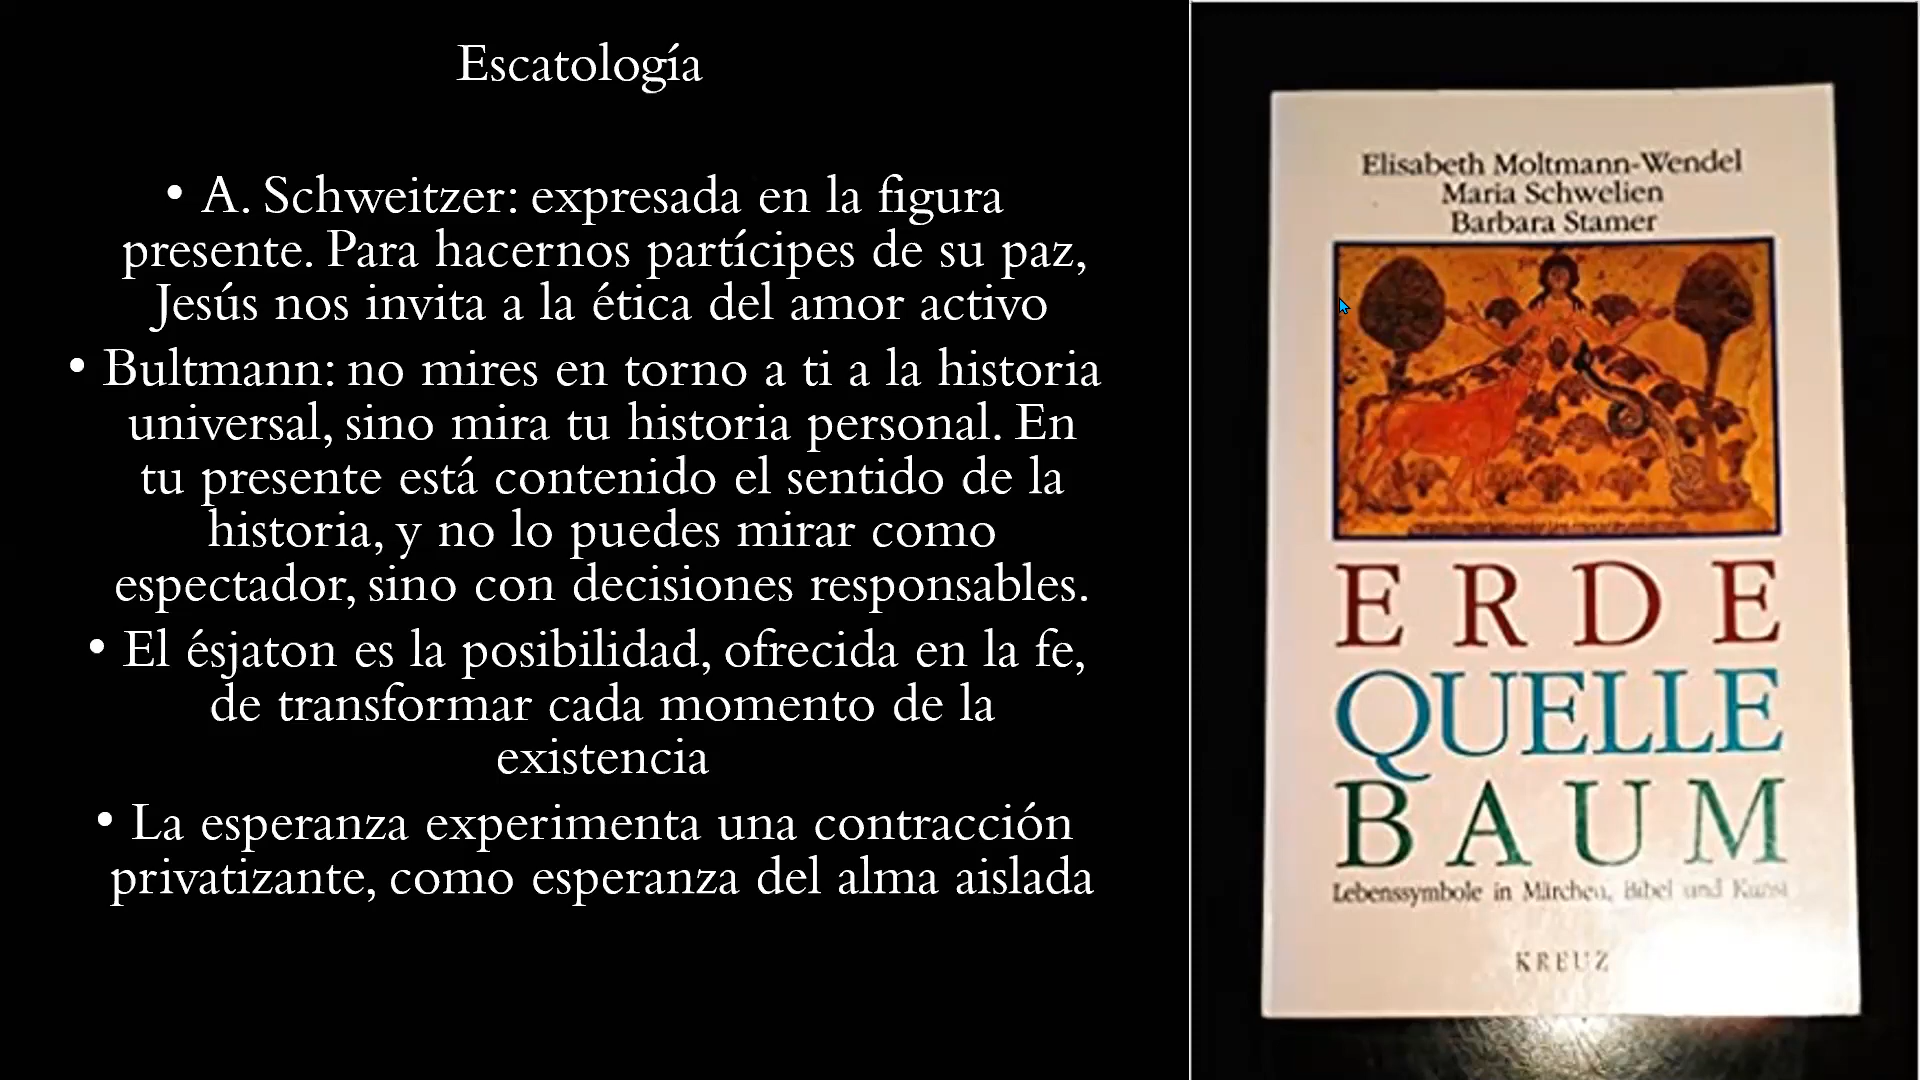 Escatología
• A. Schweitzer: expresada en la figura
presente. Para hacernos partícipes de su paz,
Jesús nos invita a la ética del amor activo
• Bultmann: no mires en torno a ti a la historia
universal, sino mira tu historia personal. En
tu presente está contenido el sentido de la
historia, y no lo puedes mirar como
espectador, sino con decisiones responsables.
• El ésjaton es la posibilidad, ofrecida en la fe,
de transformar cada momento de la
existencia
• La esperanza experimenta una contracción
privatizante, como esperanza del alma aislada
Elisabeth Moltmann-Wendel
Maria Schwelien
Barbara Stamer
ERDE
QUELLE
BAUM
Lebenssymbole in Märchen, Bibel und Kunst
KREUZ